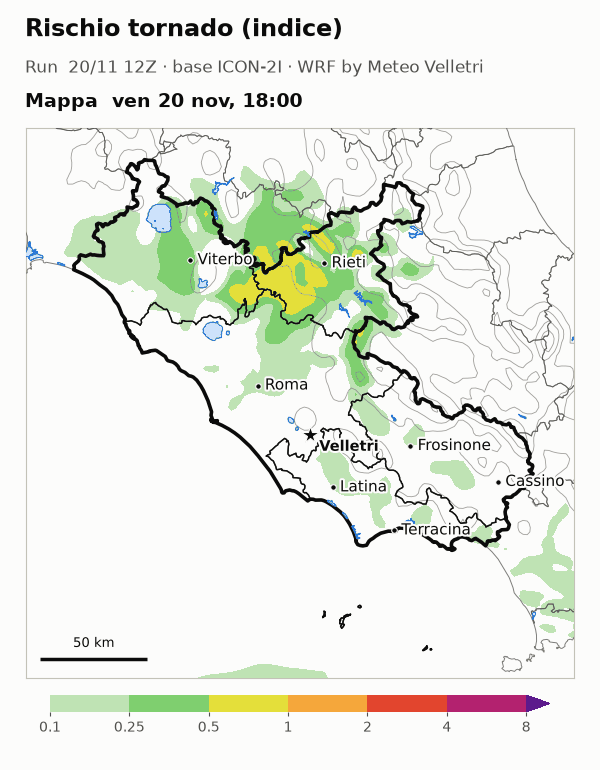 Rischio tornado (indice)
Run  20/11 12Z · base ICON-2I · WRF by Meteo Velletri
Mappa  ven 20 nov, 18:00
Viterbo
Rieti
Roma
Velletri
Frosinone
Latina
Cassino
Terracina
50 km
0.1 0.25 0.5 1 2 4 8